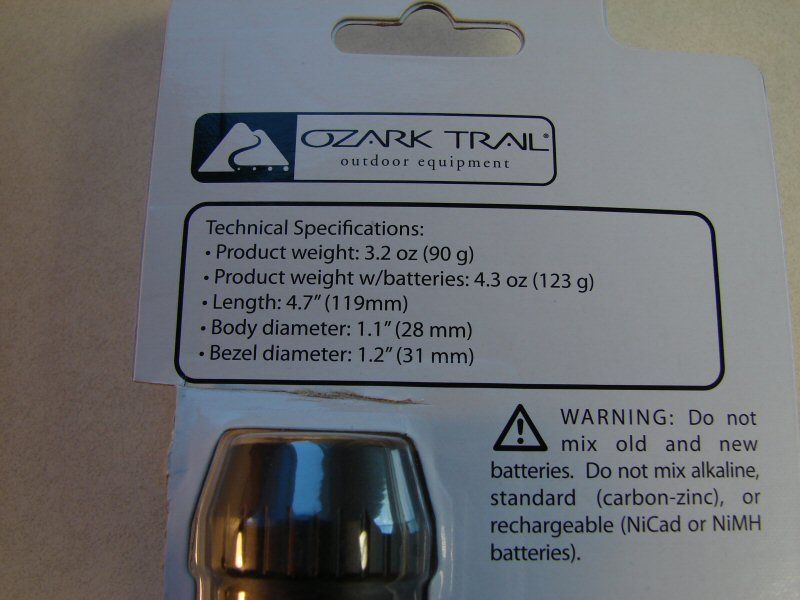 OZARK TRAIL®
outdoor equipment
Technical Specifications:
• Product weight: 3.2 oz (90 g)
• Product weight w/batteries: 4.3 oz (123 g)
• Length: 4.7” (119mm)
• Body diameter: 1.1” (28 mm)
• Bezel diameter: 1.2” (31 mm)
WARNING: Do not
mix old and new
batteries. Do not mix alkaline,
standard (carbon-zinc), or
rechargeable (NiCad or NiMH
batteries).